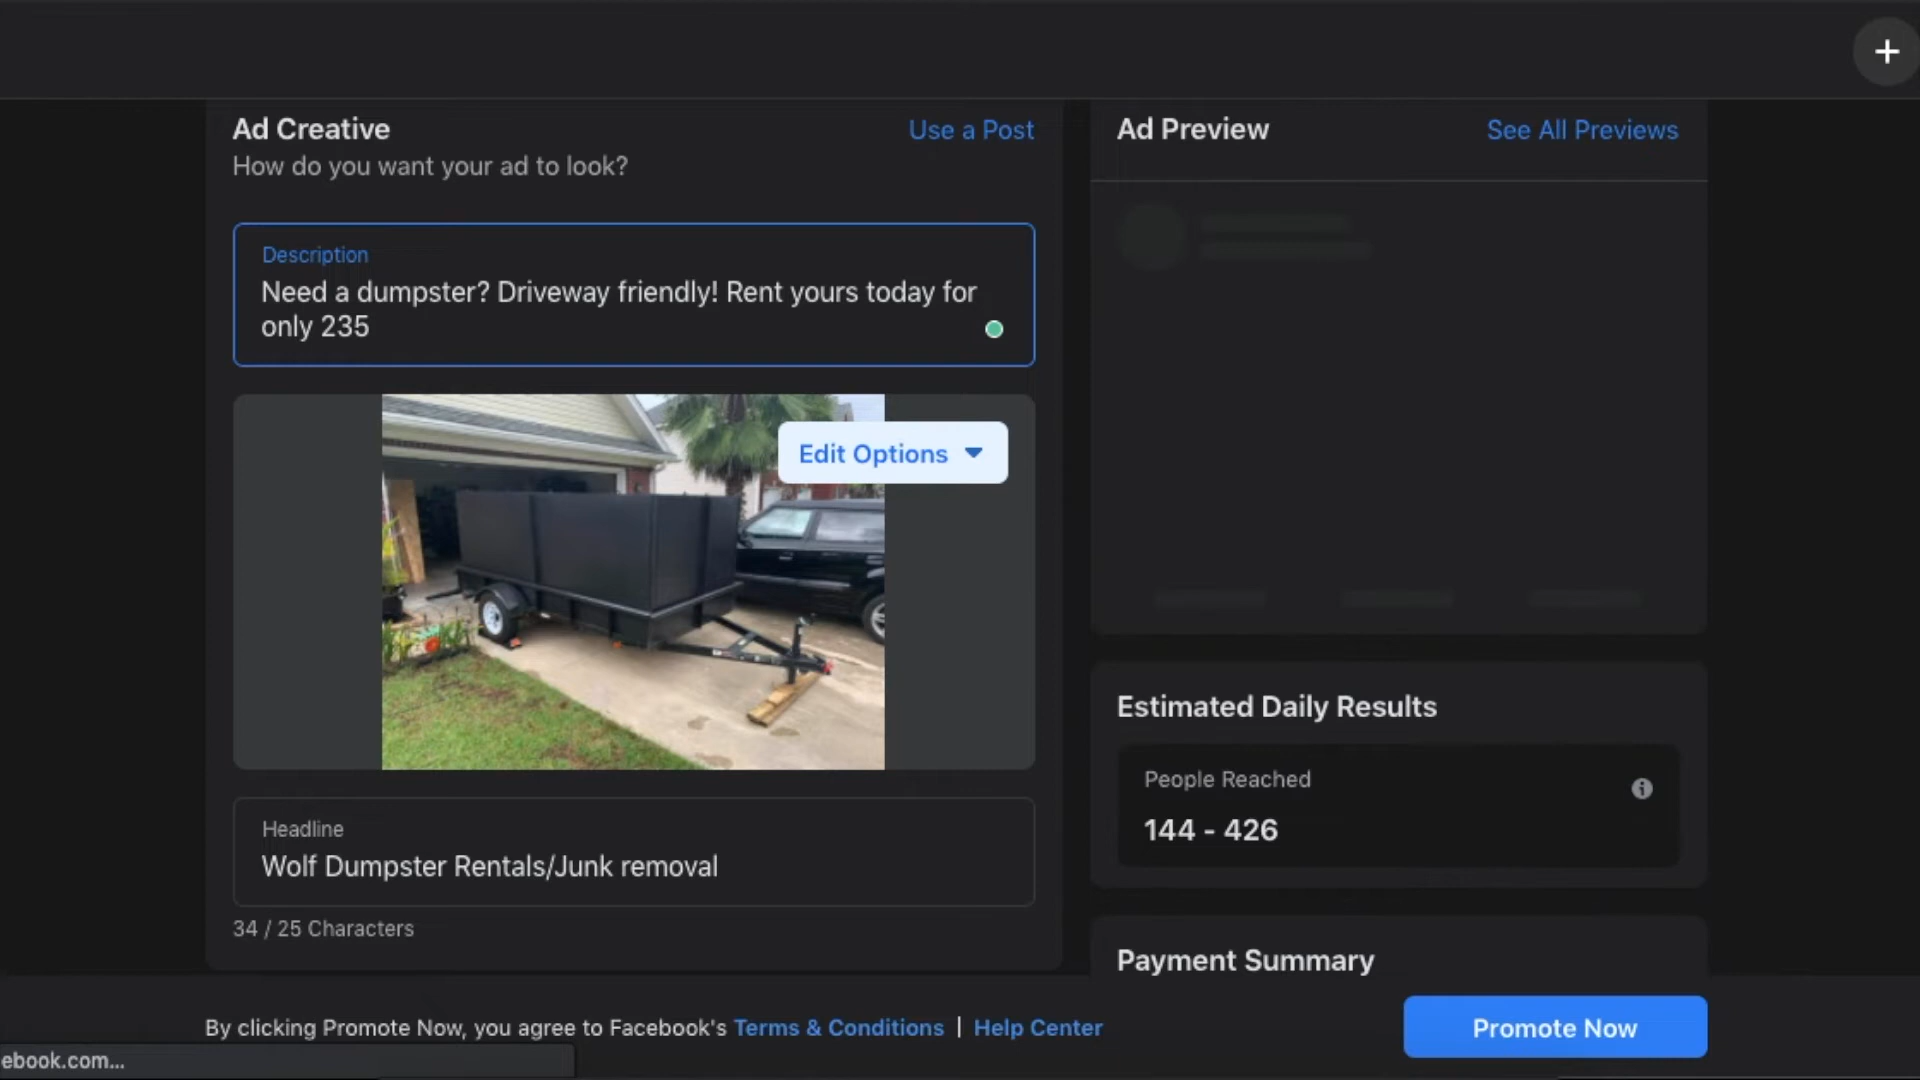 Ad Creative
Use a Post
How do you want your ad to look?
Description
Need a dumpster? Driveway friendly! Rent yours today for
only 235
Edit Options
Headline
Wolf Dumpster Rentals/Junk removal
34 / 25 Characters
Ad Preview
See All Previews
Estimated Daily Results
People Reached
144 - 426
Payment Summary
By clicking Promote Now, you agree to Facebook's Terms & Conditions | Help Center
Promote Now
ebook.com...